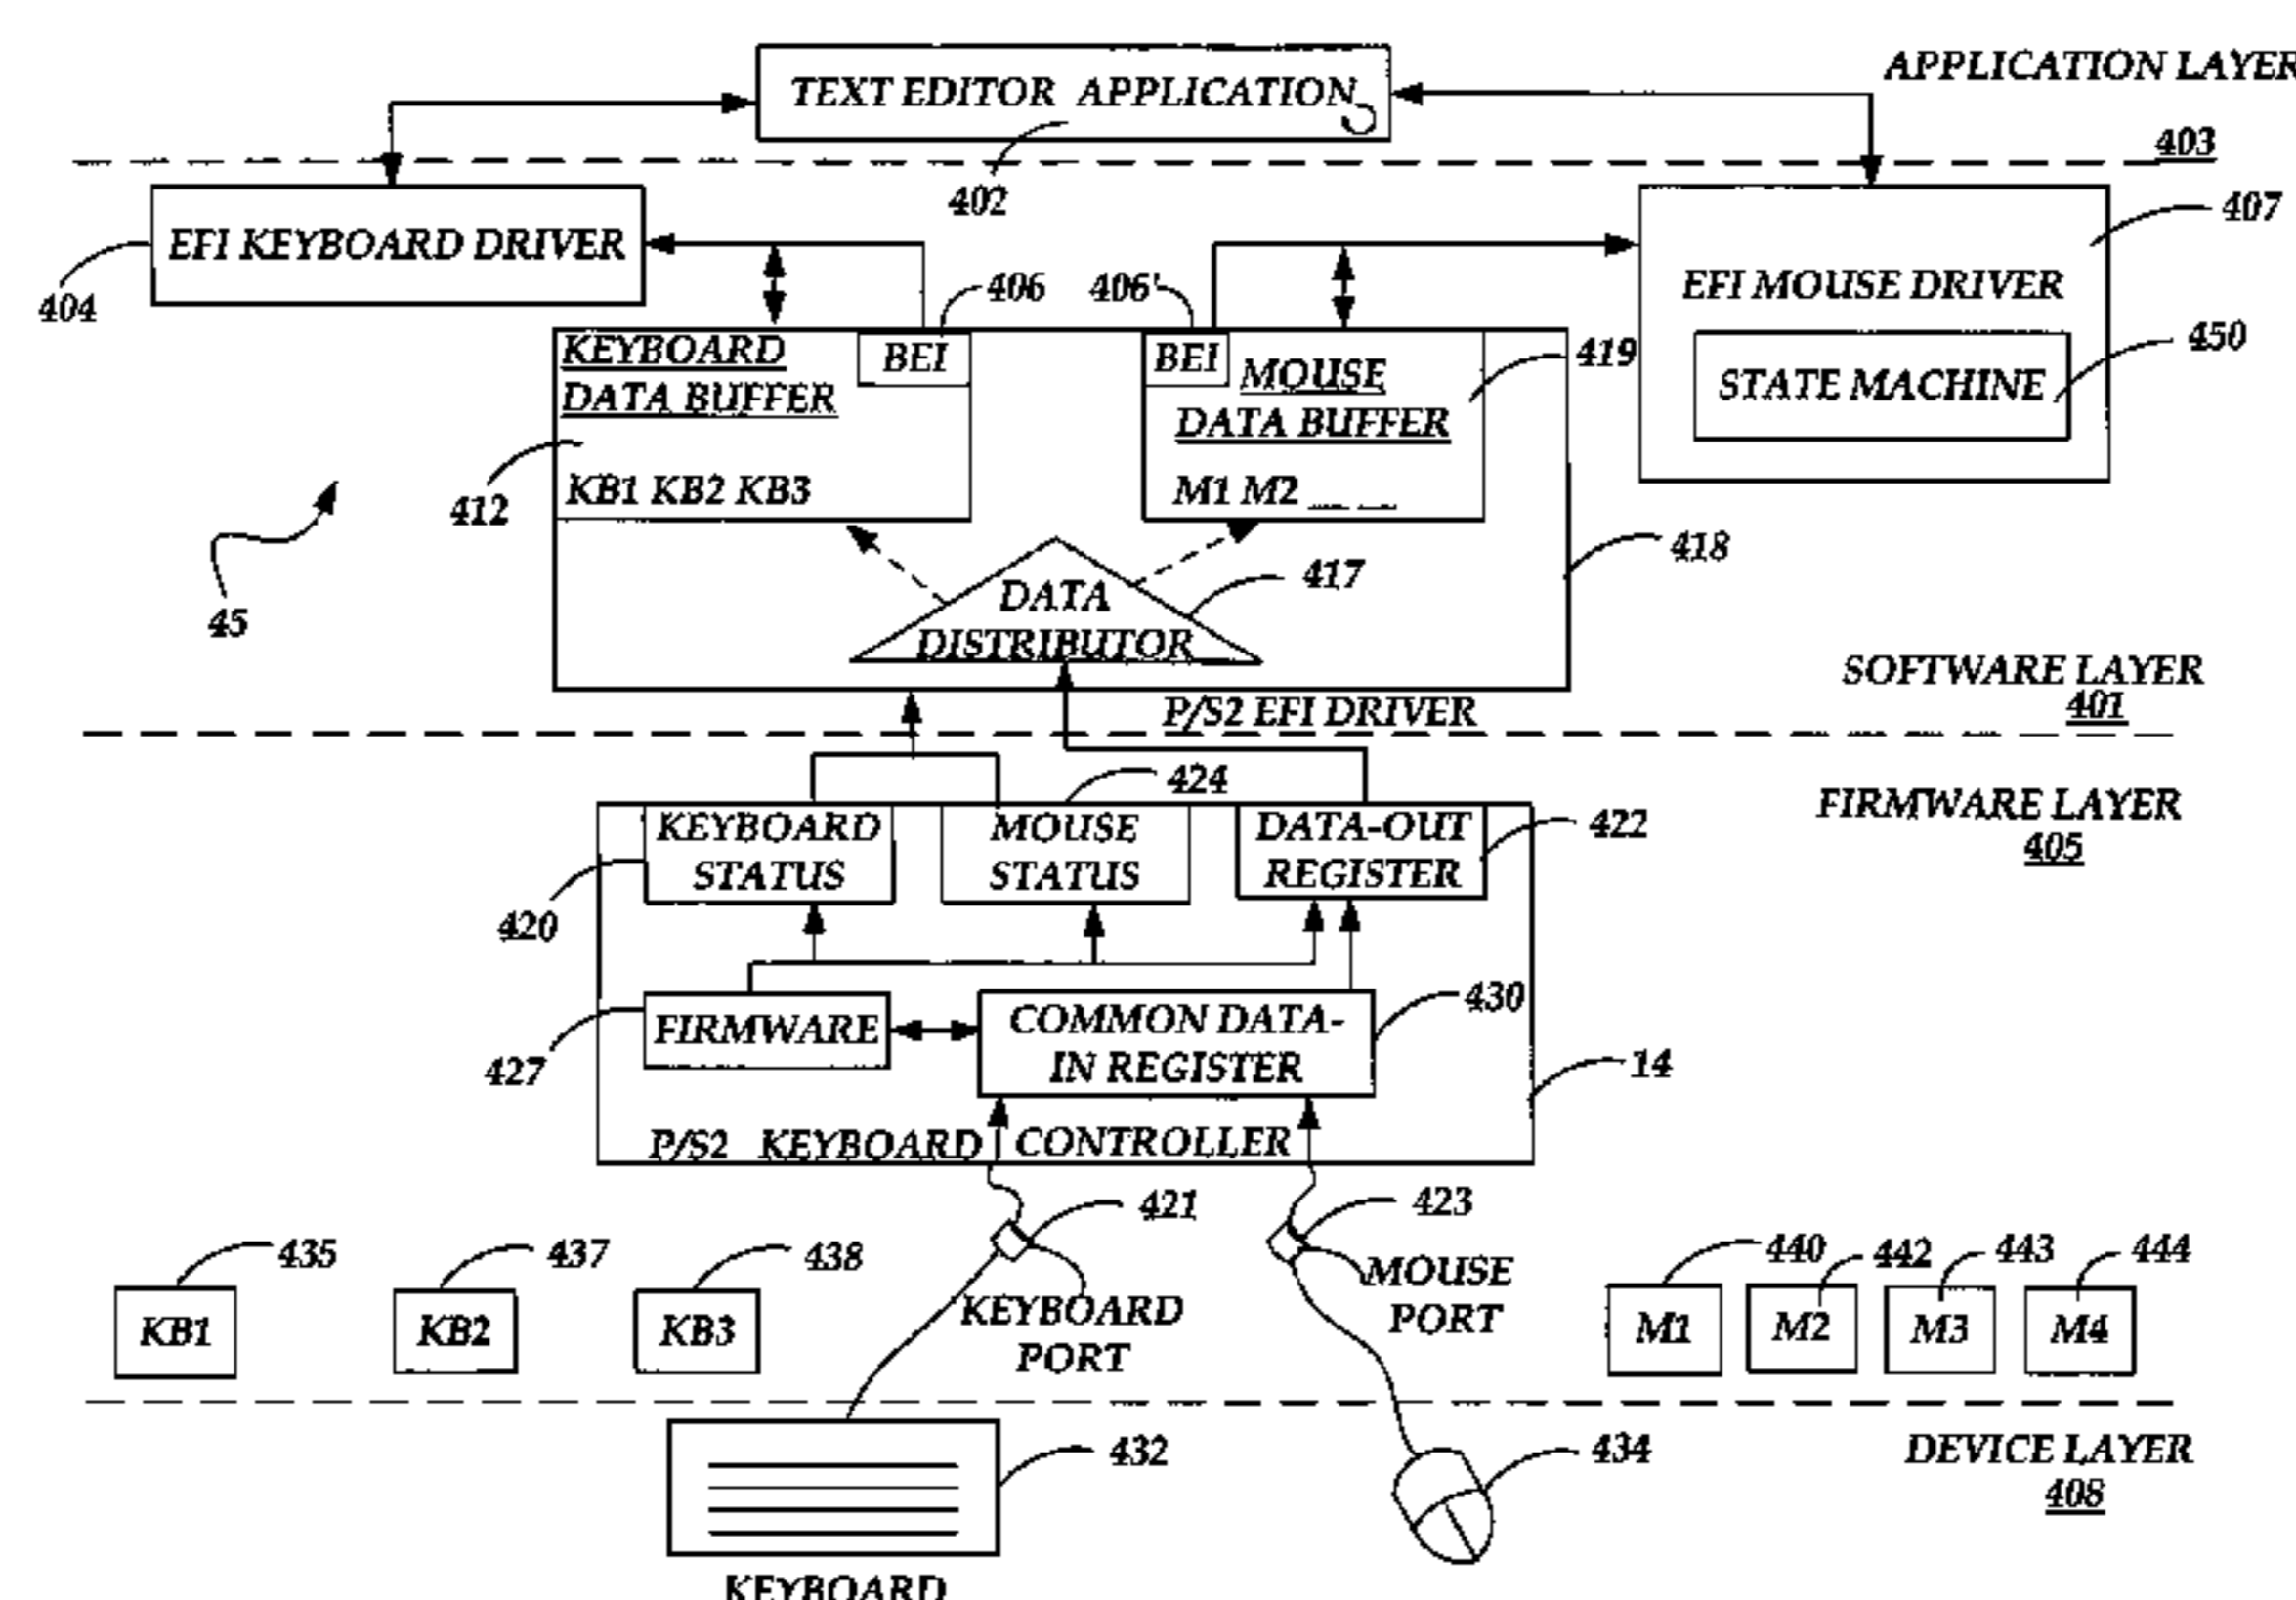 APPLICATION LAYER
TEXT EDITOR APPLICATION
403
402
407
EFI KEYBOARD DRIVER
404
406
406'
EFI MOUSE DRIVER
450
STATE MACHINE
KEYBOARD
DATA BUFFER
BEI
BEI
MOUSE
DATA BUFFER
419
412
KB1 KB2 KB3
M1 M2
418
417
45
DATA
DISTRIBUTOR
SOFTWARE LAYER
401
P/S2 EFI DRIVER
424
FIRMWARE LAYER
405
KEYBOARD
STATUS
MOUSE
STATUS
DATA-OUT
REGISTER
422
420
430
FIRMWARE
COMMON DATA-
IN REGISTER
427
14
P/S2 KEYBOARD CONTROLLER
421
423
435
437
438
440
442
443
444
KEYBOARD
PORT
MOUSE
PORT
KB1
KB2
KB3
M1
M2
M3
M4
432
434
DEVICE LAYER
408
KEYBOARD